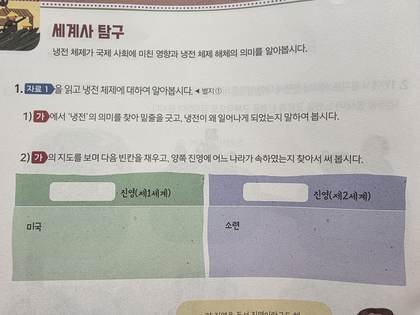 세계사 탐구
냉전 체제가 국제 사회에 미친 영향과 냉전 체제 해체의 의미를 알아봅시다.
1. 자료 1 을 읽고 냉전 체제에 대하여 알아봅시다. ◀ 별지 ①
1) 가 에서 '냉전'의 의미를 찾아 밑줄을 긋고, 냉전이 왜 일어나게 되었는지 말하여 봅시다.
2) 가 의 지도를 보며 다음 빈칸을 채우고, 양쪽 진영에 어느 나라가 속하였는지 찾아서 써 봅시다.
진영(제1세계) 진영(제2세계)
미국 소련